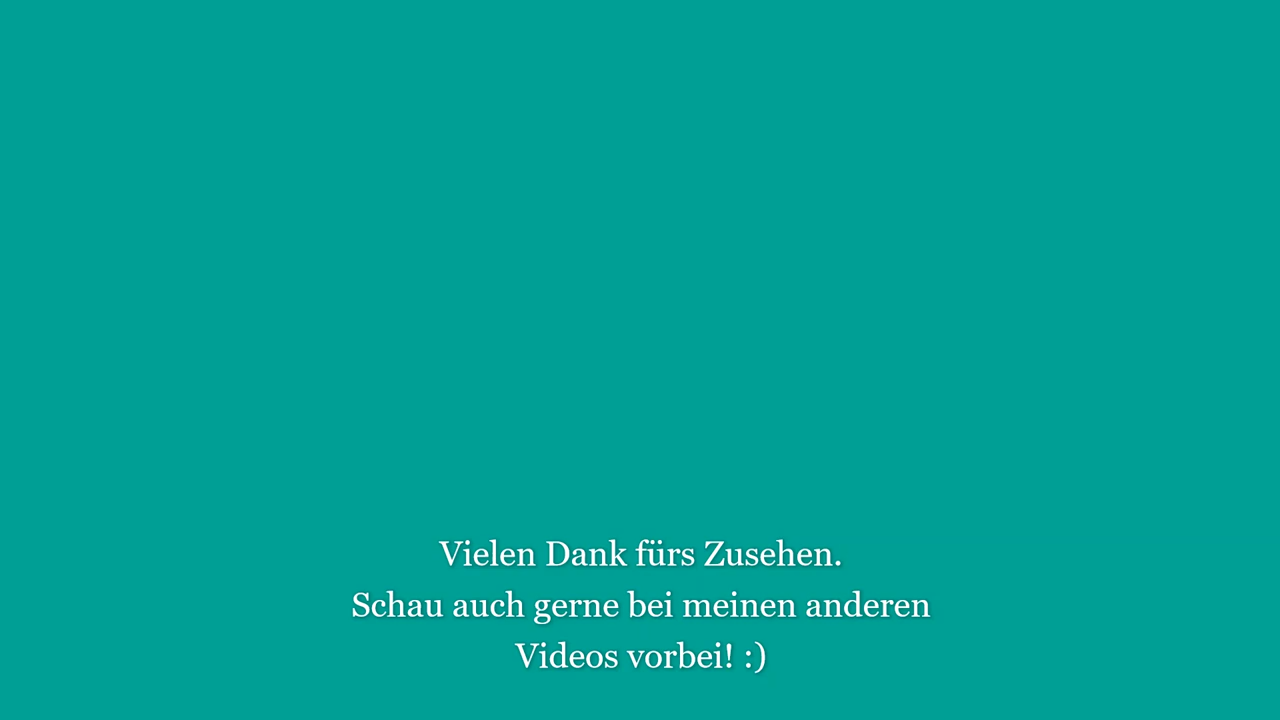 Vielen Dank fürs Zusehen.
Schau auch gerne bei meinen anderen
Videos vorbei! :)